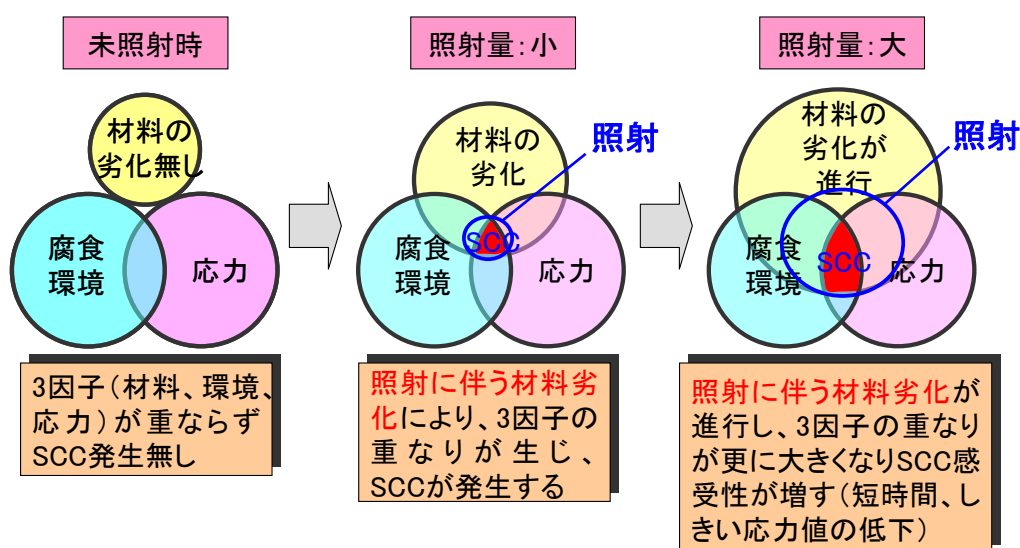 未照射時
材料の
劣化無し
腐食
環境
応力
3因子(材料、環境、
応力)が重ならず
SCC発生無し
照射量:小
材料の
劣化
照射
SCC
腐食
環境
応力
照射に伴う材料劣
化により、3因子の
重なりが生じ、
SCCが発生する
照射量:大
材料の
劣化が
進行
照射
SCC
腐食
環境
応力
照射に伴う材料劣化が
進行し、3因子の重なり
が更に大きくなりSCC感
受性が増す(短時間、し
きい応力値の低下)